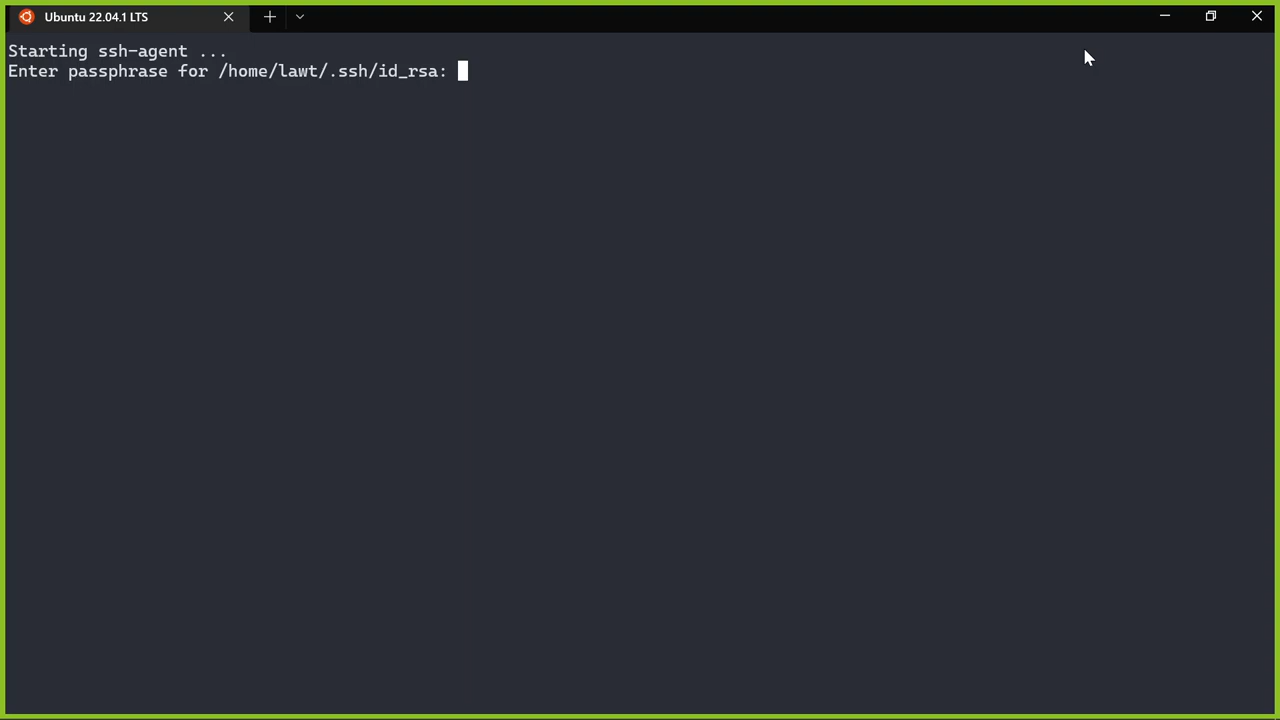 Ubuntu 22.04.1 LTS
Starting ssh-agent ...
Enter passphrase for /home/lawt/.ssh/id_rsa: